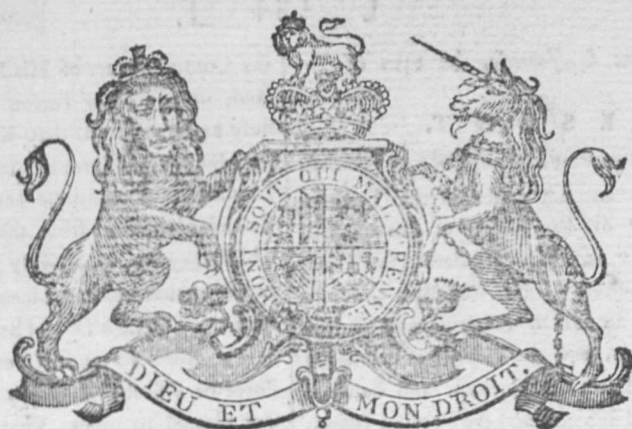 HONI SOIT QUI MAL Y PENSE.
DIEU ET MON DROIT.